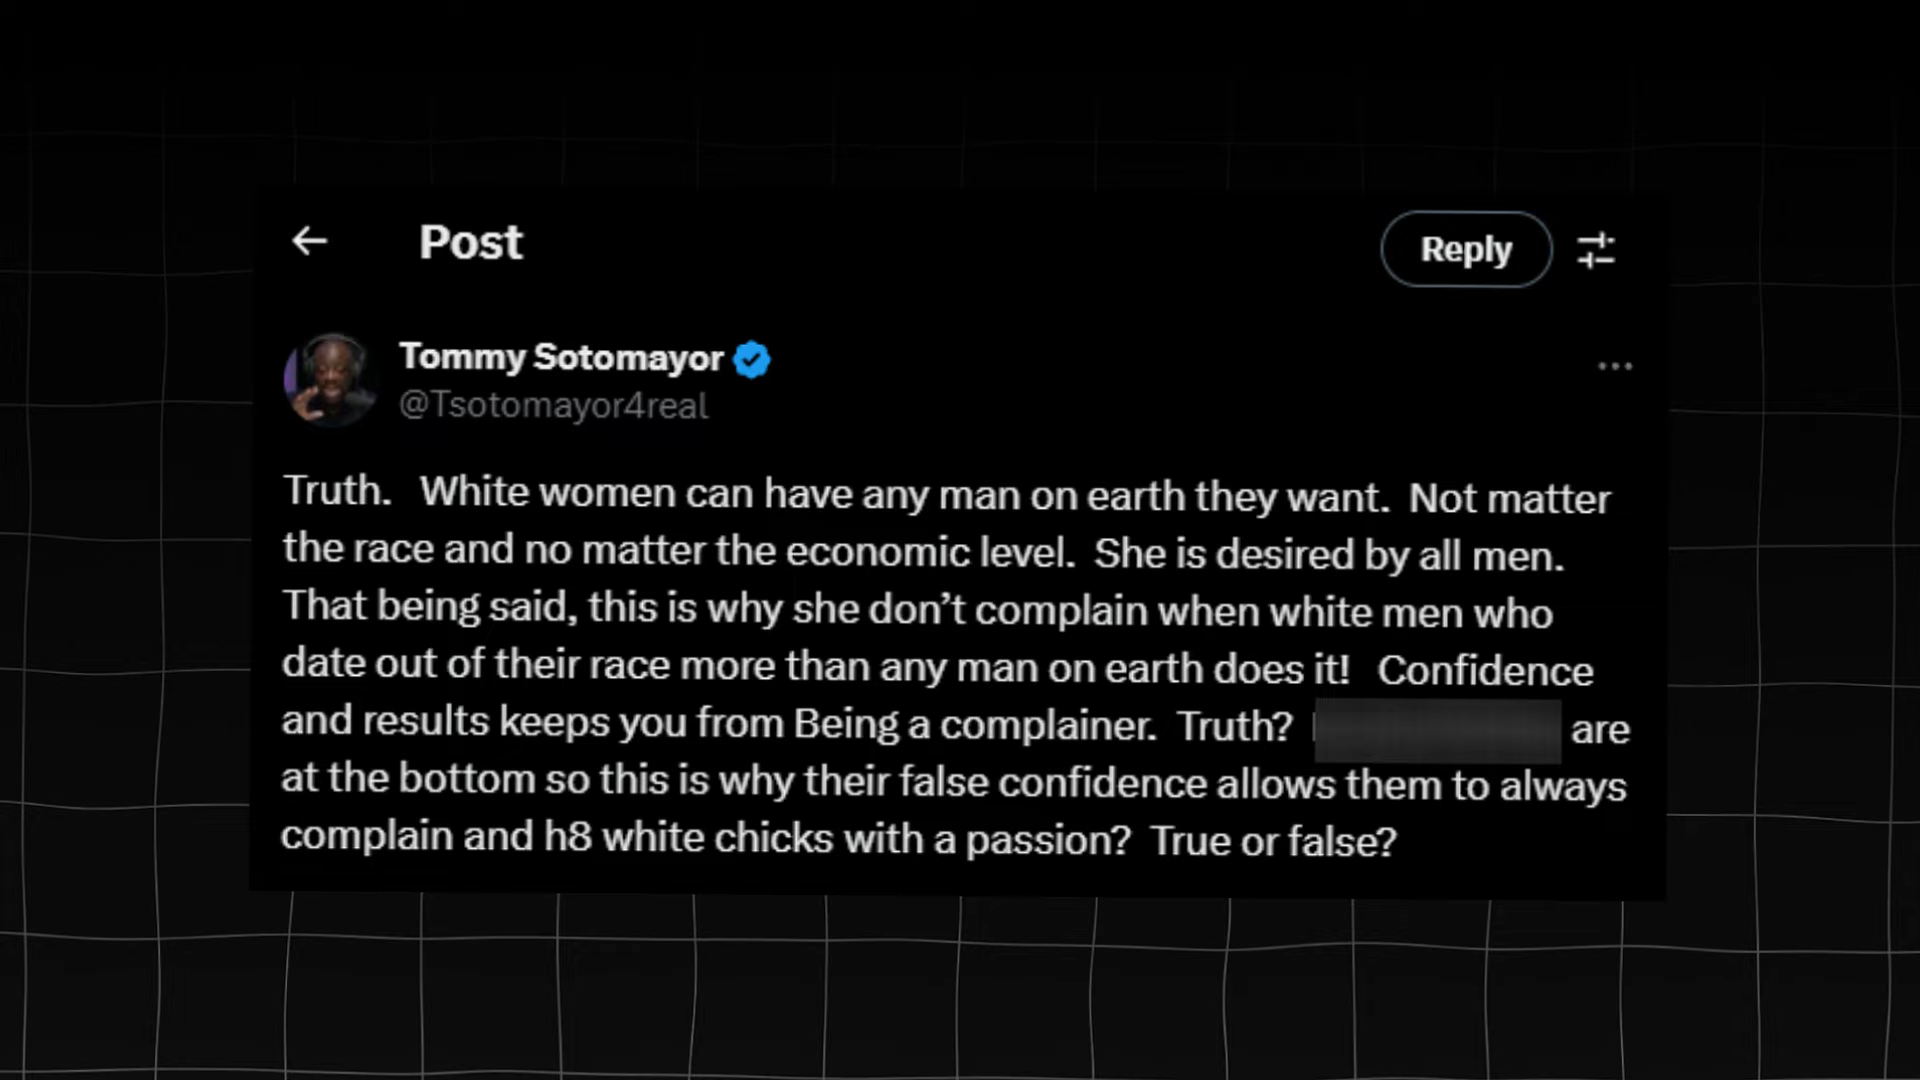 Post
Reply
Tommy Sotomayor
@Tsotomayor4real
Truth. White women can have any man on earth they want. Not matter
the race and no matter the economic level. She is desired by all men.
That being said, this is why she don’t complain when white men who
date out of their race more than any man on earth does it! Confidence
and results keeps you from Being a complainer. Truth? are
at the bottom so this is why their false confidence allows them to always
complain and h8 white chicks with a passion? True or false?